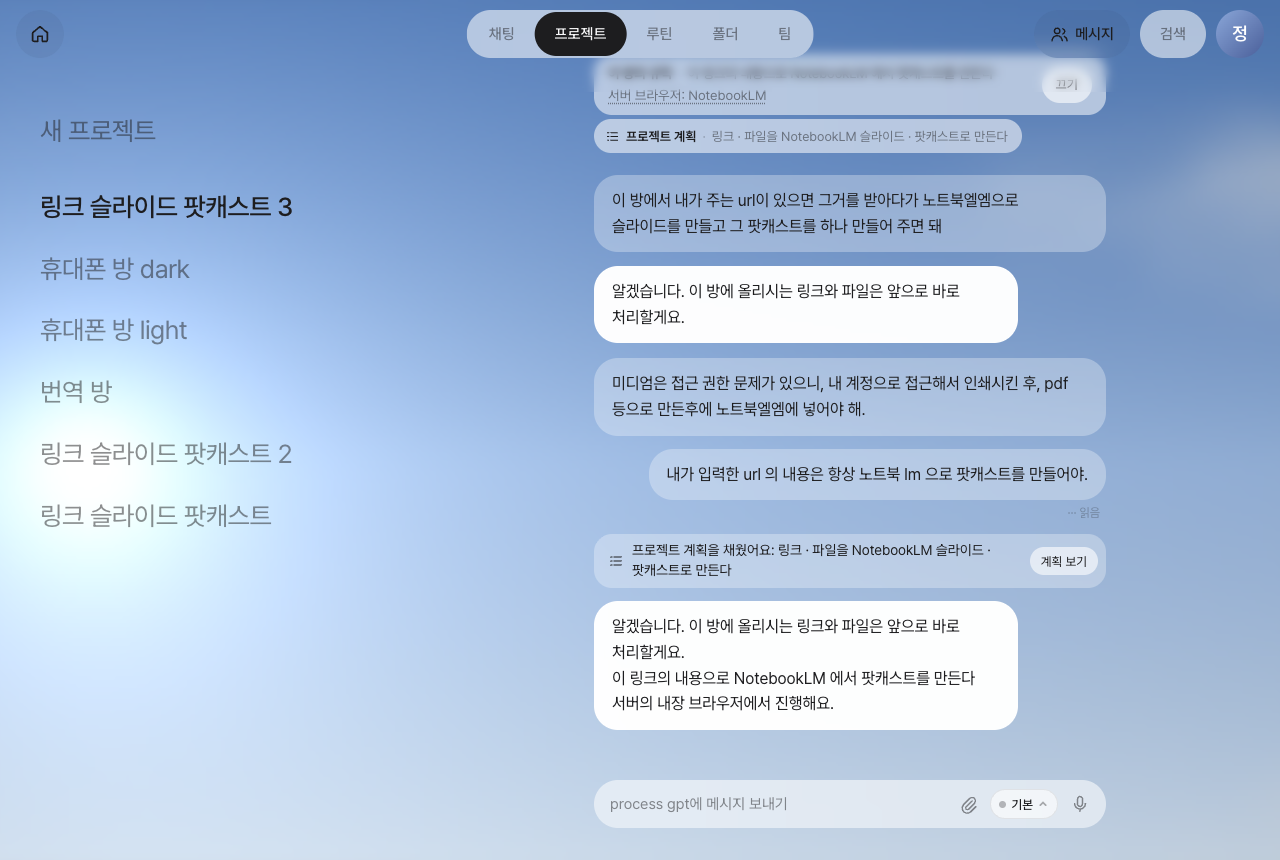 채팅
프로젝트
루틴
폴더
팀
메시지
검색
정
새 프로젝트
링크 슬라이드 팟캐스트 3
휴대폰 방 dark
휴대폰 방 light
번역 방
링크 슬라이드 팟캐스트 2
링크 슬라이드 팟캐스트
서버 브라우저: NotebookLM
끄기
프로젝트 계획 · 링크 · 파일을 NotebookLM 슬라이드 · 팟캐스트로 만든다
이 방에서 내가 주는 url이 있으면 그거를 받아다가 노트북엘엠으로
슬라이드를 만들고 그 팟캐스트를 하나 만들어 주면 돼
알겠습니다. 이 방에 올리시는 링크와 파일은 앞으로 바로
처리할게요.
미디엄은 접근 권한 문제가 있으니, 내 계정으로 접근해서 인쇄시킨 후, pdf
등으로 만든후에 노트북엘엠에 넣어야 해.
내가 입력한 url 의 내용은 항상 노트북 lm 으로 팟캐스트를 만들어야.
··· 읽음
프로젝트 계획을 채웠어요: 링크 · 파일을 NotebookLM 슬라이드 ·
팟캐스트로 만든다
계획 보기
알겠습니다. 이 방에 올리시는 링크와 파일은 앞으로 바로
처리할게요.
이 링크의 내용으로 NotebookLM 에서 팟캐스트를 만든다
서버의 내장 브라우저에서 진행해요.
process gpt에 메시지 보내기
기본